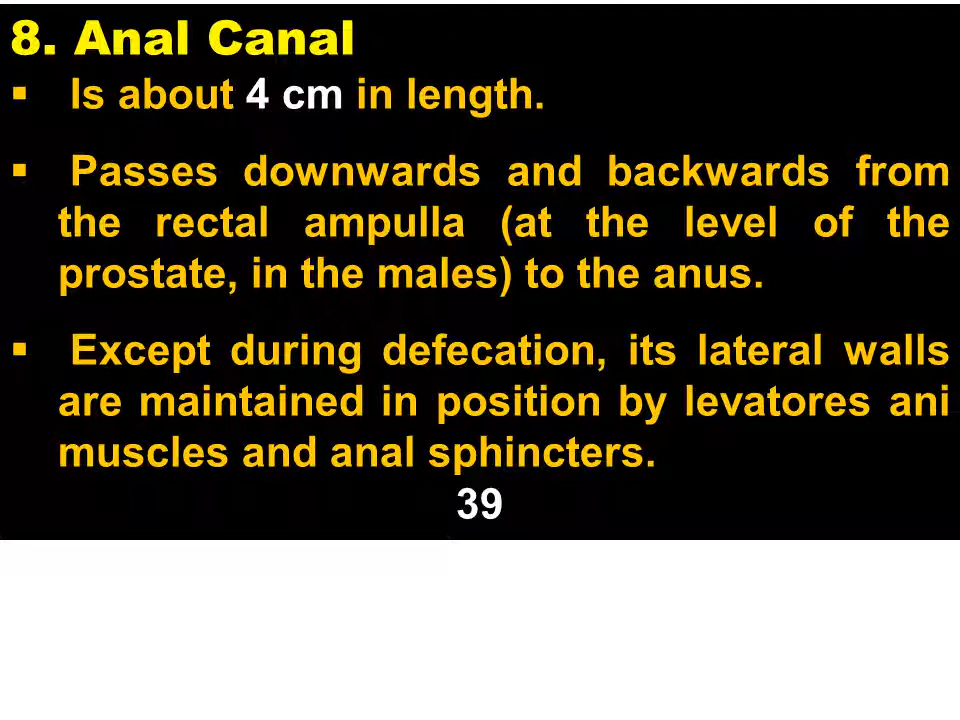 8. Anal Canal
▪ Is about 4 cm in length.
▪ Passes downwards and backwards from
the rectal ampulla (at the level of the
prostate, in the males) to the anus.
▪ Except during defecation, its lateral walls
are maintained in position by levatores ani
muscles and anal sphincters.
39